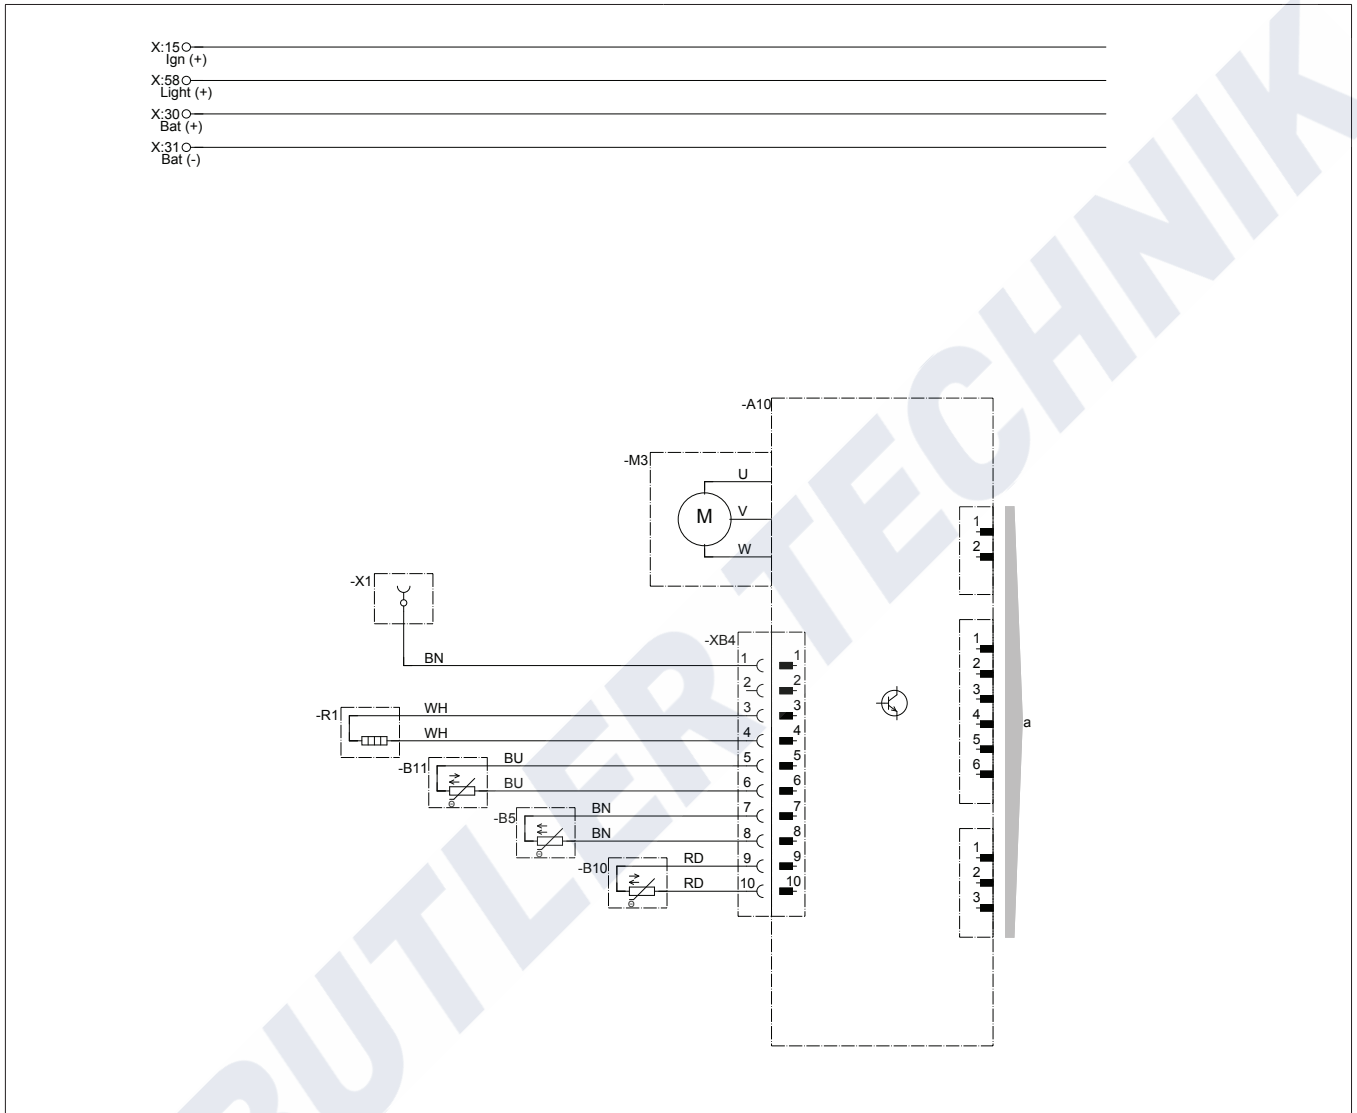 X:15
Ign (+)
X:58
Light (+)
X:30
Bat (+)
X:31
Bat (-)
-A10
-M3
U
M
V
W
-X1
BN
-XB4
1 1
2 2
-R1
WH
3 3
WH
4 4
-B11
BU
5 5
BU
6 6
-B5
BN
7 7
BN
8 8
-B10
RD
9 9
RD
10 10
1
2
1
2
3
4
5
6
a
1
2
3
BUTLER TECHNIK